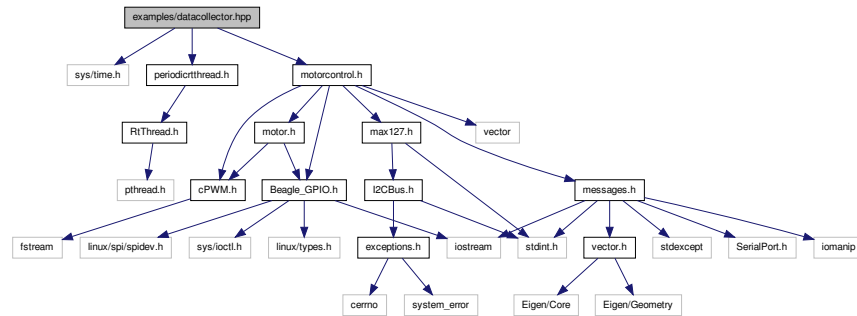 examples/datacollector.hpp
sys/time.h
periodicrtthread.h
motorcontrol.h
RtThread.h
motor.h
max127.h
vector
pthread.h
cPWM.h
Beagle_GPIO.h
I2CBus.h
messages.h
fstream
linux/spi/spidev.h
sys/ioctl.h
linux/types.h
exceptions.h
iostream
stdint.h
vector.h
stdexcept
SerialPort.h
iomanip
cerrno
system_error
Eigen/Core
Eigen/Geometry